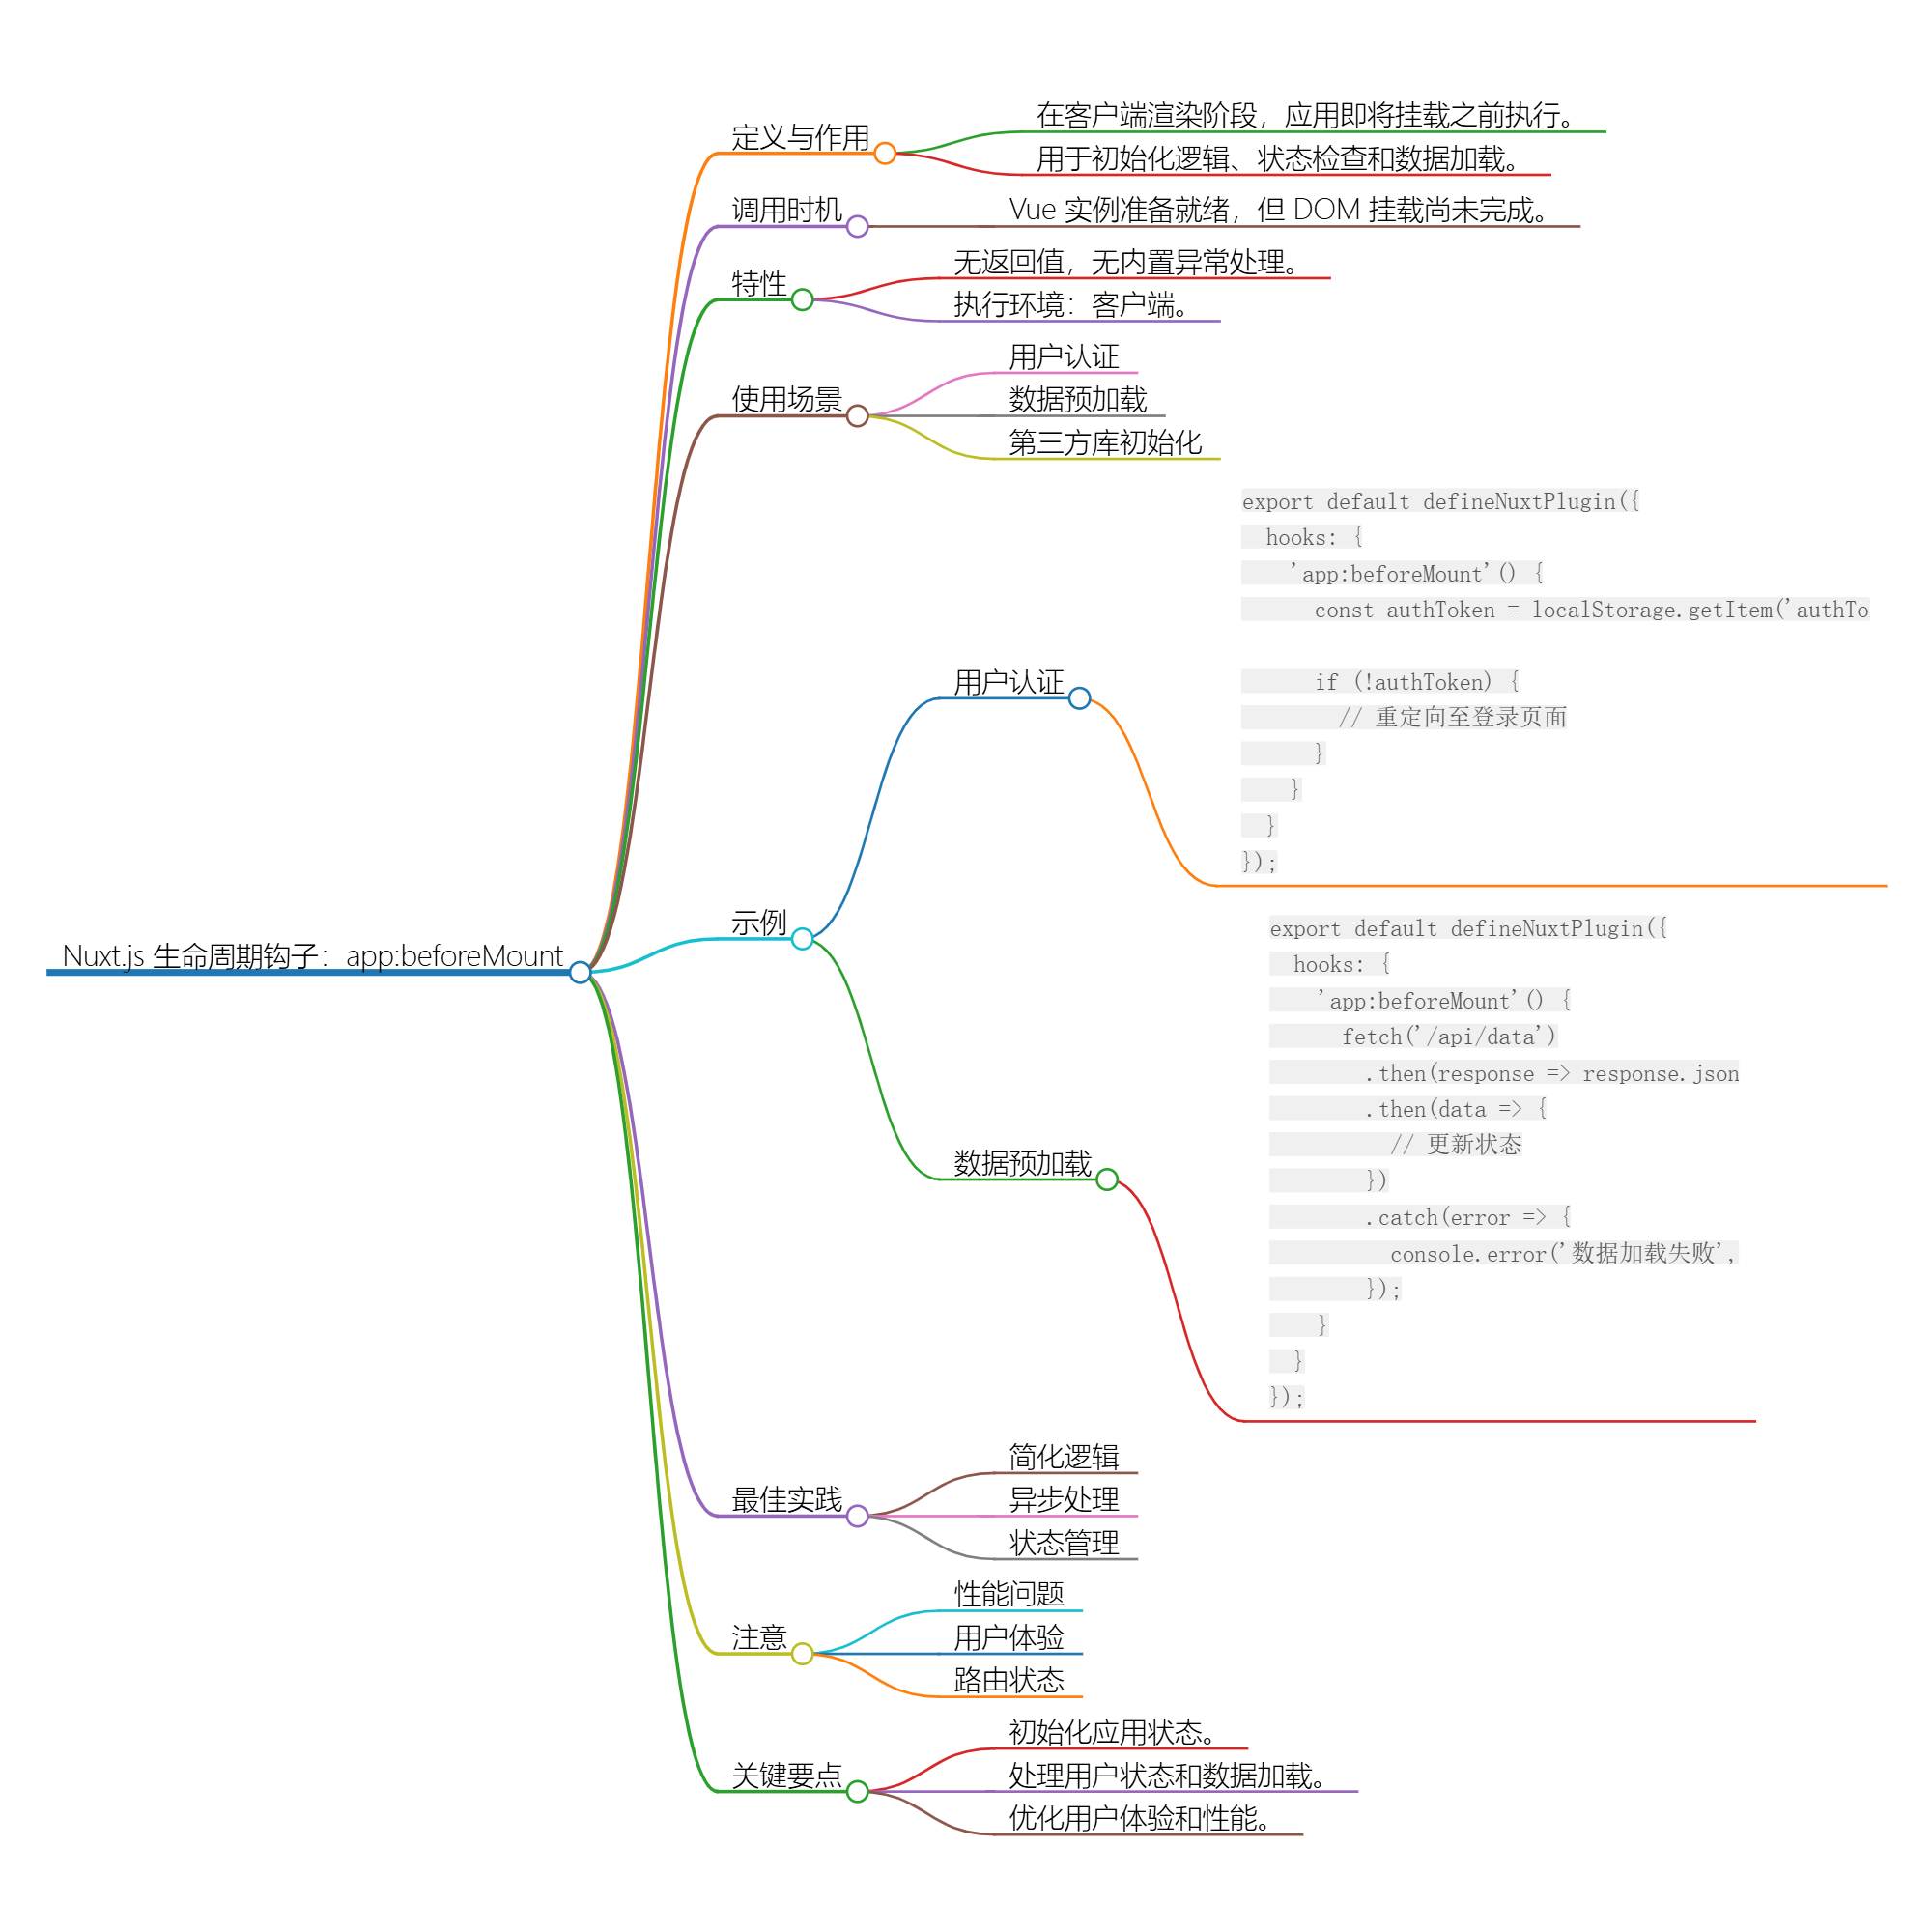 Nuxt.js 生命周期钩子：app:beforeMount
定义与作用
在客户端渲染阶段，应用即将挂载之前执行。
用于初始化逻辑、状态检查和数据加载。
调用时机
Vue 实例准备就绪，但 DOM 挂载尚未完成。
特性
无返回值，无内置异常处理。
执行环境：客户端。
使用场景
用户认证
数据预加载
第三方库初始化
示例
用户认证
export default defineNuxtPlugin({
  hooks: {
    'app:beforeMount'() {
      const authToken = localStorage.getItem('authTo
      if (!authToken) {
        // 重定向至登录页面
      }
    }
  }
});
数据预加载
export default defineNuxtPlugin({
  hooks: {
    'app:beforeMount'() {
      fetch('/api/data')
        .then(response => response.json
        .then(data => {
          // 更新状态
        })
        .catch(error => {
          console.error('数据加载失败',
        });
    }
  }
});
最佳实践
简化逻辑
异步处理
状态管理
注意
性能问题
用户体验
路由状态
关键要点
初始化应用状态。
处理用户状态和数据加载。
优化用户体验和性能。